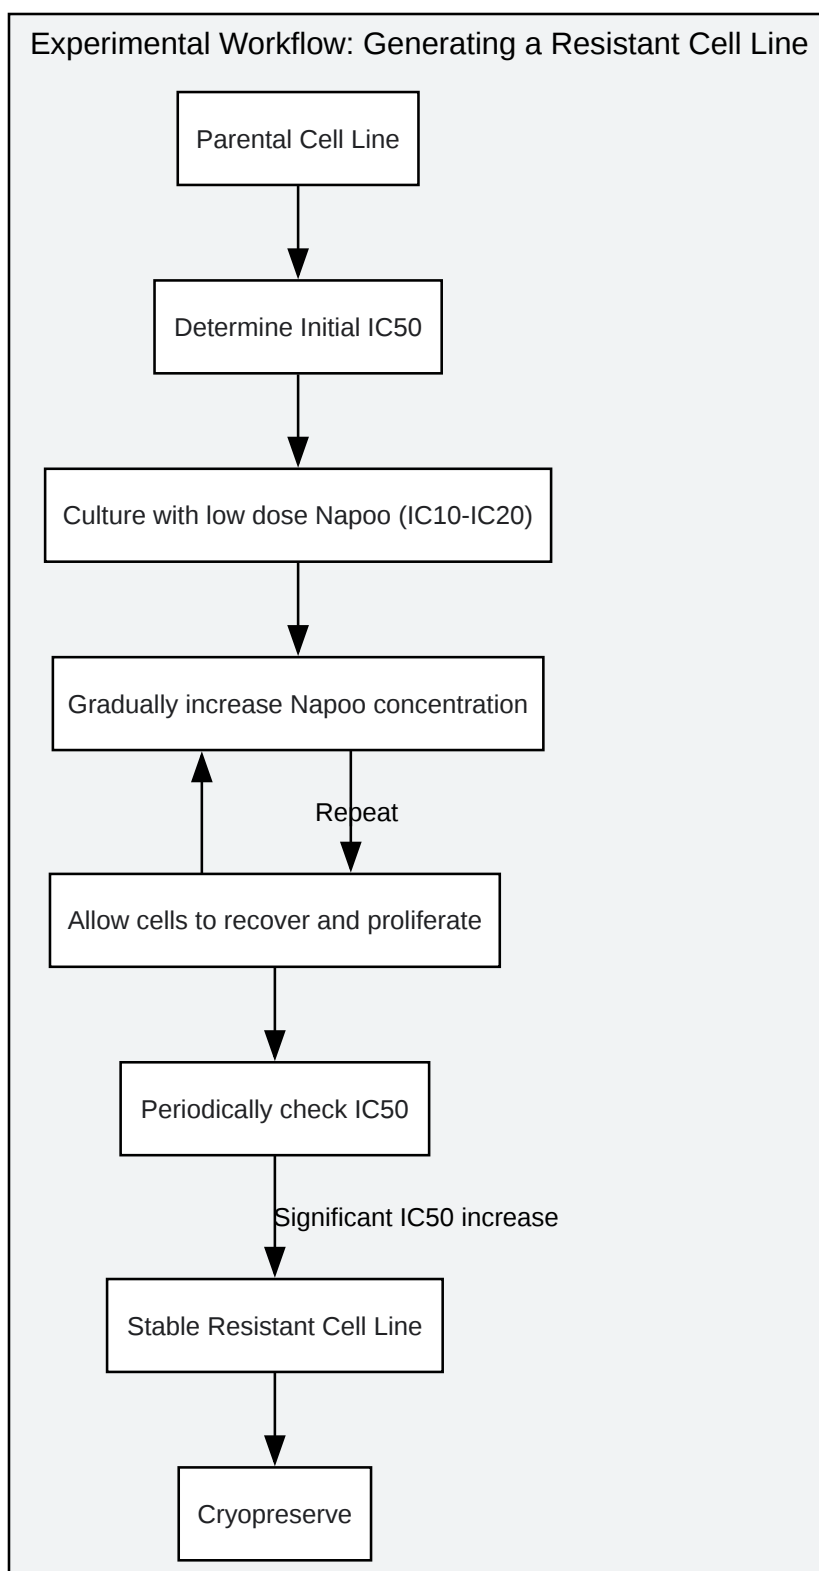 Experimental Workflow: Generating a Resistant Cell Line
Parental Cell Line
Determine Initial IC50
Culture with low dose Napoo (IC10-IC20)
Gradually increase Napoo concentration
Repeat
Allow cells to recover and proliferate
Periodically check IC50
Significant IC50 increase
Stable Resistant Cell Line
Cryopreserve